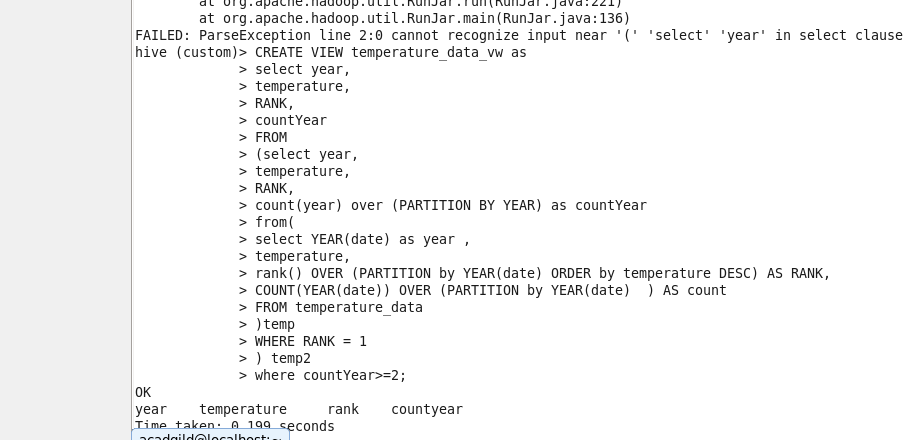 at org.apache.hadoop.util.RunJar.run(RunJar.java:221)
at org.apache.hadoop.util.RunJar.main(RunJar.java:136)
FAILED: ParseException line 2:0 cannot recognize input near '(' 'select' 'year' in select clause
hive (custom)> CREATE VIEW temperature_data_vw as
> select year,
> temperature,
> RANK,
> countYear
> FROM
> (select year,
> temperature,
> RANK,
> count(year) over (PARTITION BY YEAR) as countYear
> from(
> select YEAR(date) as year ,
> temperature,
> rank() OVER (PARTITION by YEAR(date) ORDER by temperature DESC) AS RANK,
> COUNT(YEAR(date)) OVER (PARTITION by YEAR(date)  ) AS count
> FROM temperature_data
> )temp
> WHERE RANK = 1
> ) temp2
> where countYear>=2;
OK
year    temperature     rank    countyear
Time taken: 0.199 seconds
acadgild@localhost:~